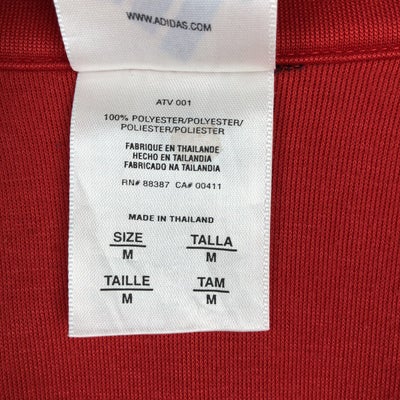 WWW.ADIDAS.COM
ATV 001
100% POLYESTER/POLYESTER/
POLIESTER/POLIESTER
FABRIQUE EN THAILANDE
HECHO EN TAILANDIA
FABRICADO NA TAILANDIA
RN# 88387 CA# 00411
MADE IN THAILAND
SIZE TALLA
M M
TAILLE TAM
M M